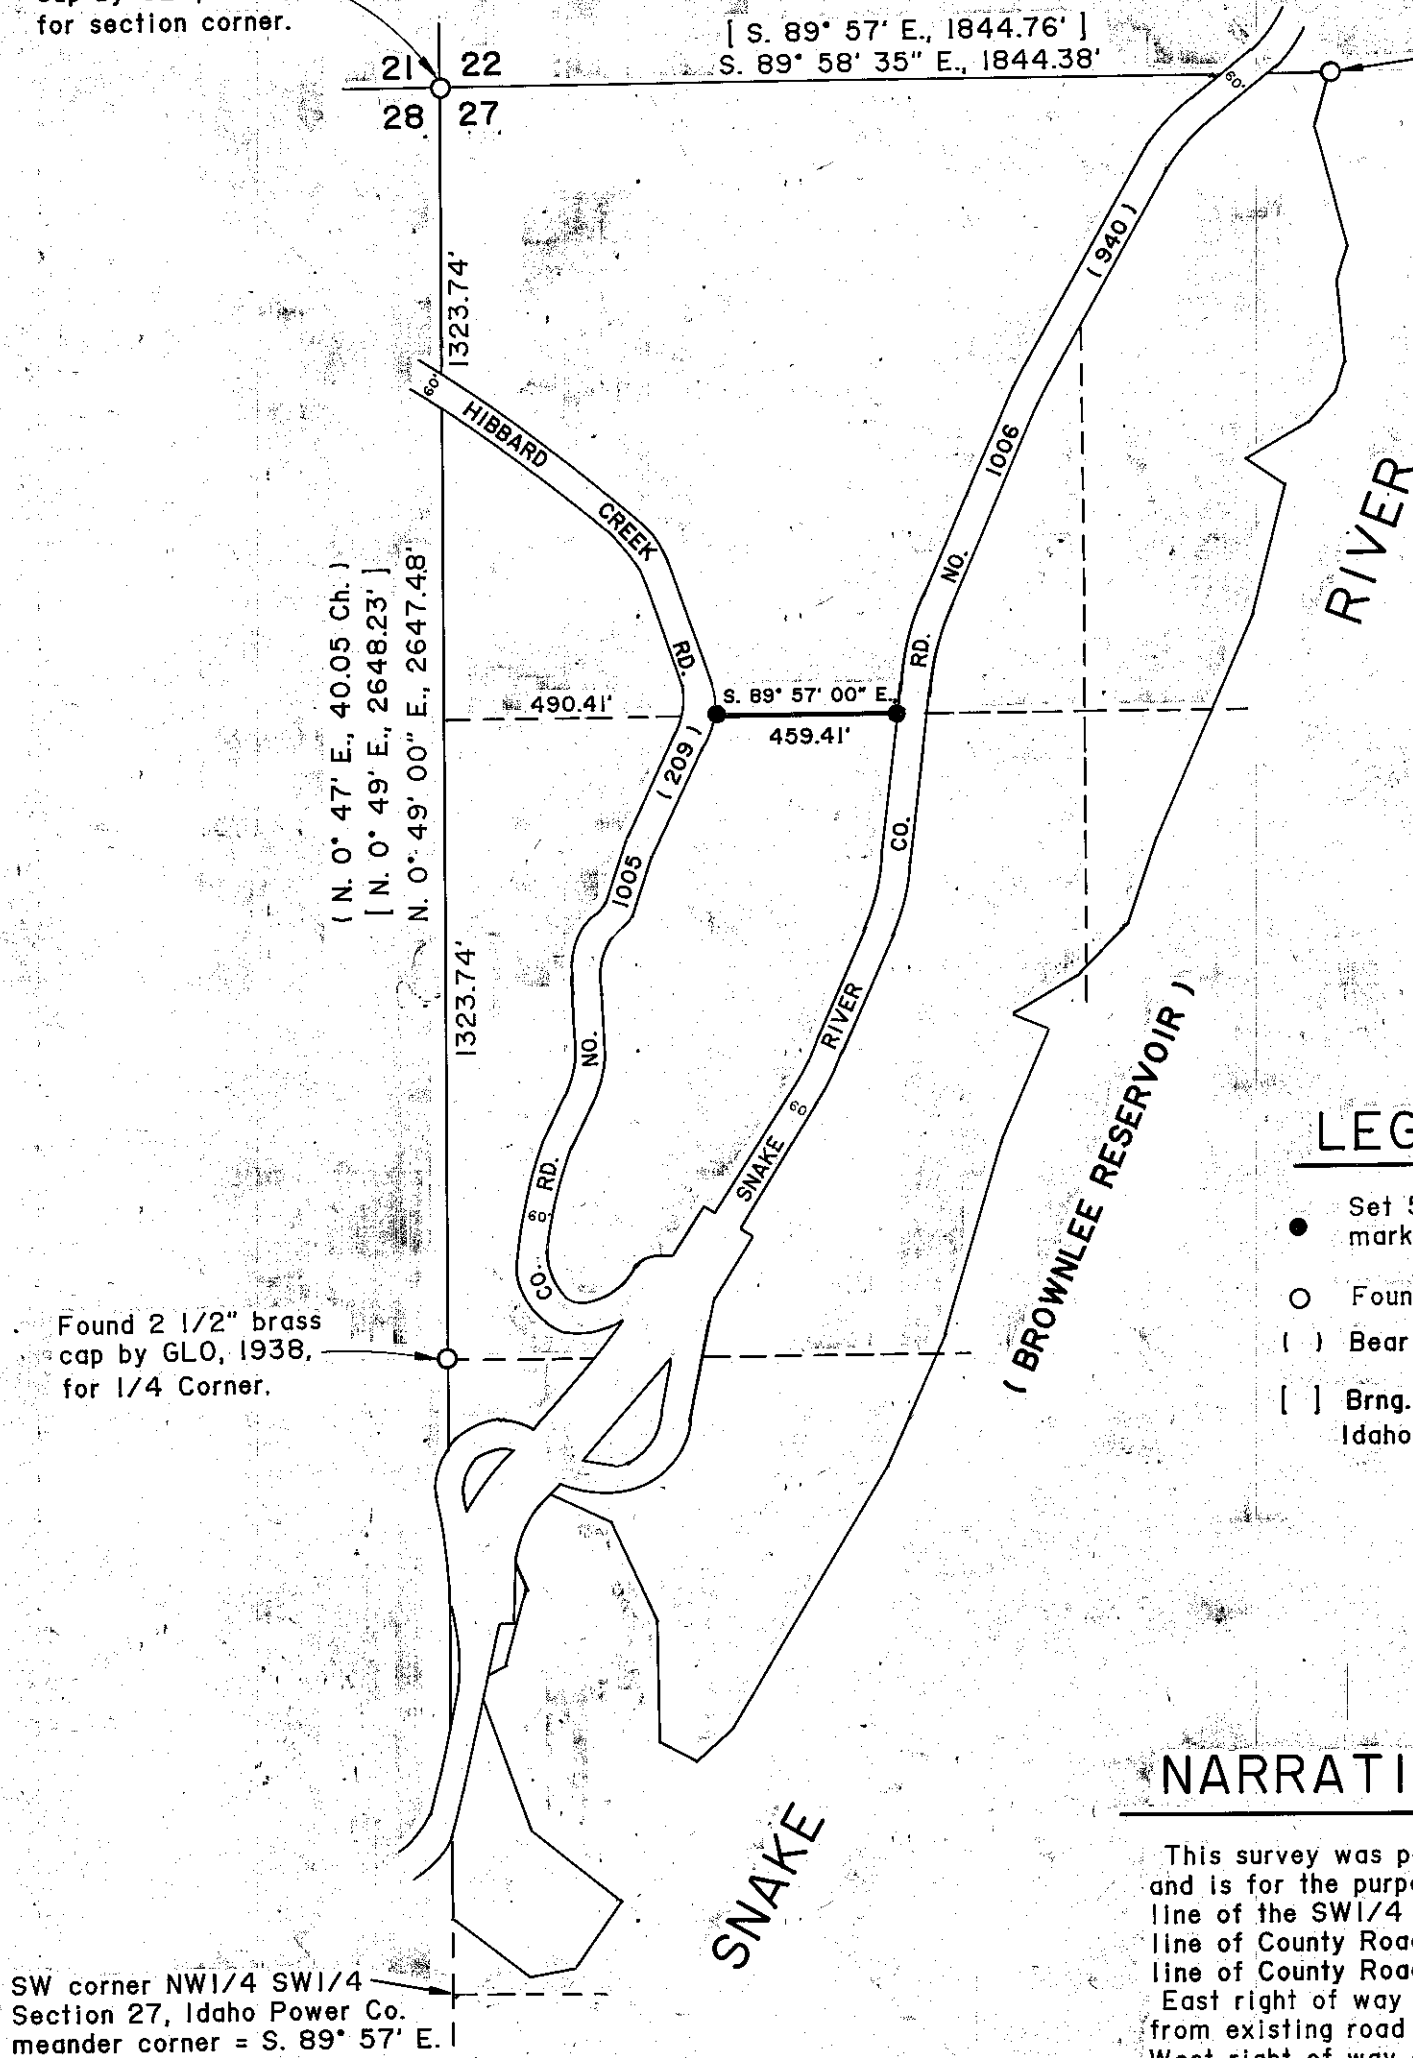 for section corner.
[ S. 89° 57' E., 1844.76' ]
S. 89° 58' 35" E., 1844.38'
21 22
28 27
60'
1323.74'
60'
HIBBARD CREEK RD.
( 940 )
1006
NO.
RD.
RIVER
( N. 0° 47' E., 40.05 Ch. )
[ N. 0° 49' E., 2648.23' ]
N. 0° 49' 00" E., 2647.48'
490.41'
S. 89° 57' 00" E.,
459.41'
( 209 )
1005
NO.
RD.
60'
CO.
CO.
RIVER
60
SNAKE
1323.74'
( BROWNLEE RESERVOIR )
LEG
Set 5
mark
Foun
( ) Bear
[ ] Brng.
Idaho
Found 2 1/2" brass
cap by GLO, 1938,
for 1/4 Corner.
SNAKE
NARRATI
This survey was p
and is for the purp
line of the SW1/4
line of County Roa
line of County Roa
East right of way
from existing road
West right of way
SW corner NW1/4 SW1/4
Section 27, Idaho Power Co.
meander corner = S. 89° 57' E.